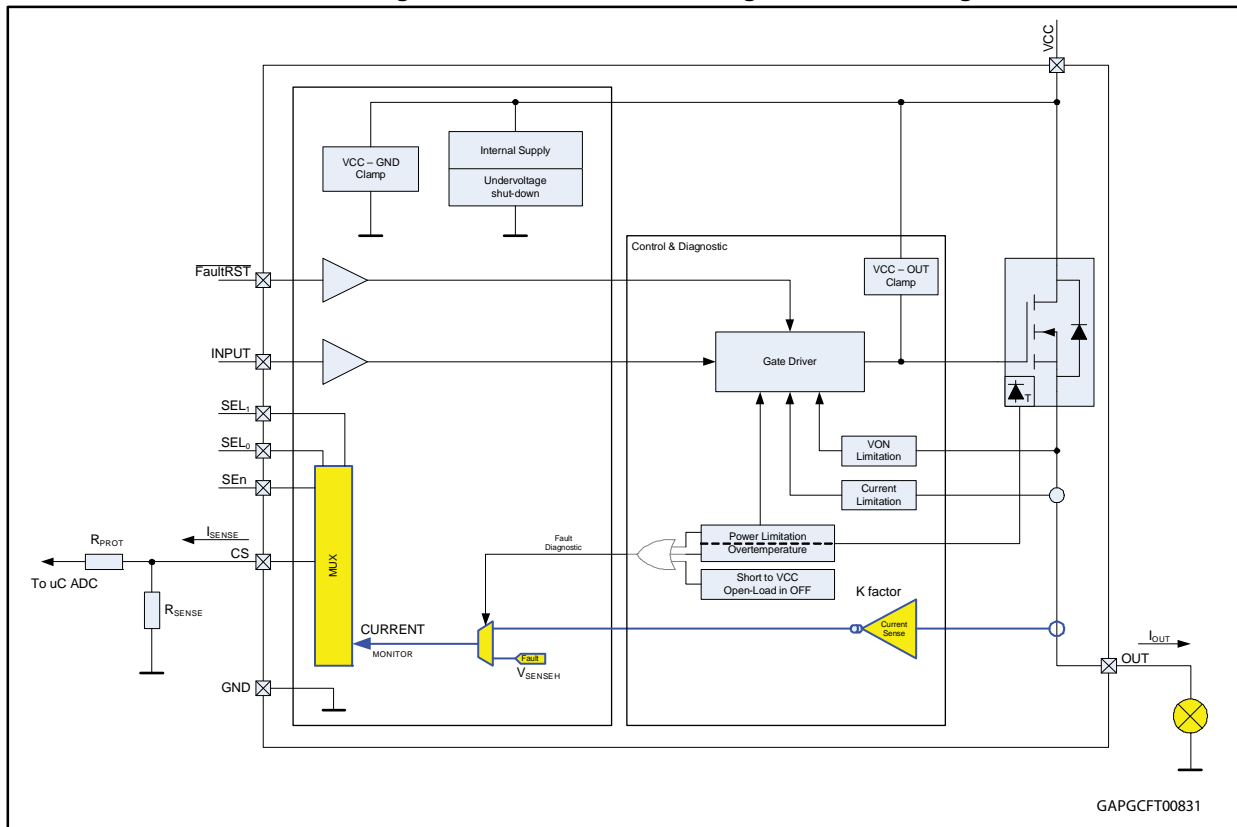 VCC
VCC – GND
Clamp
Internal Supply
Undervoltage
shut-down
Control & Diagnostic
VCC – OUT
Clamp
FaultRST
INPUT
Gate Driver
T
SEL1
SEL0
SEn
VON
Limitation
Current
Limitation
RPROT
ISENSE
CS
To uC ADC
RSENSE
MUX
Fault
Diagnostic
Power Limitation
Overtemperature
Short to VCC
Open-Load in OFF
K factor
Current
Sense
CURRENT
MONITOR
Fault
VSENSEH
IOUT
OUT
GND
GAPGCFT00831